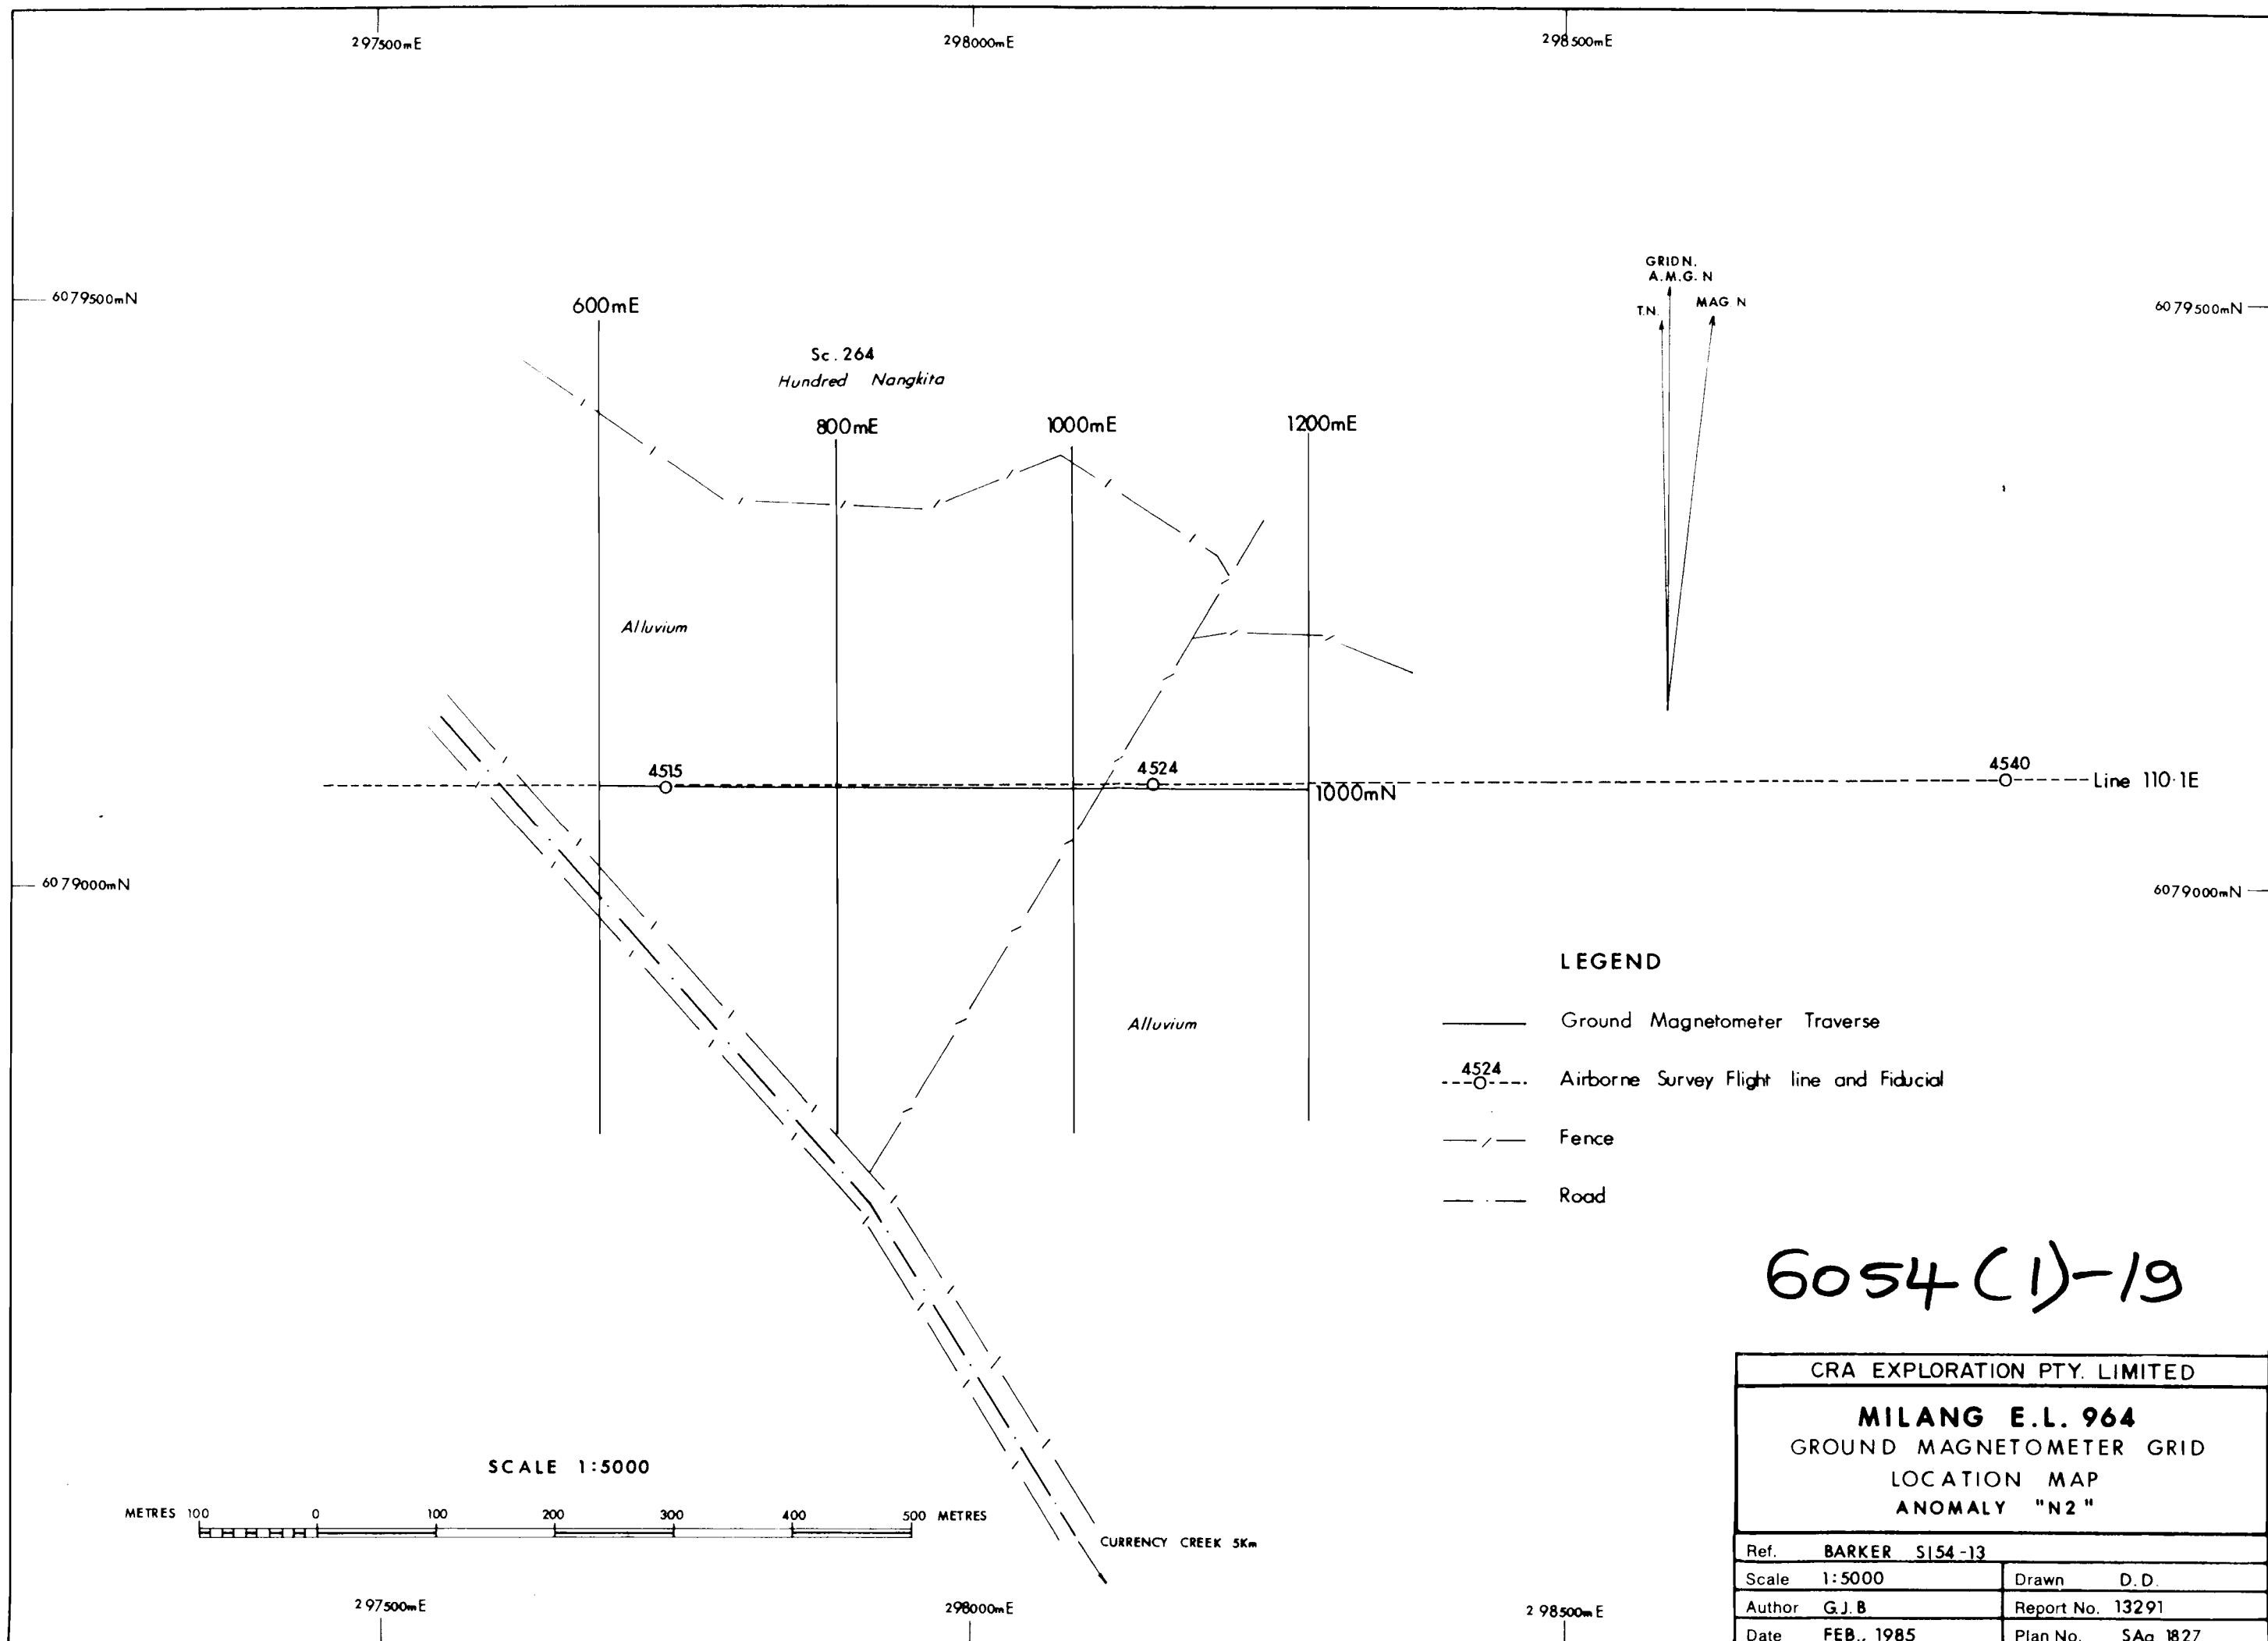 297500mE
298000mE
298500mE
6079500mN
6079500mN
GRID N.
A.M.G. N
T.N.
MAG N
600mE
Sc. 264
Hundred Nangkita
800mE
1000mE
1200mE
Alluvium
4515
4524
4540
1000mN
Line 110·1E
6079000mN
6079000mN
Alluvium
LEGEND
Ground Magnetometer Traverse
4524
Airborne Survey Flight line and Fiducial
Fence
Road
6054(1)-19
CRA EXPLORATION PTY. LIMITED
MILANG E.L. 964
GROUND MAGNETOMETER GRID
LOCATION MAP
ANOMALY "N2"
Ref. BARKER SI54-13
Scale 1:5000
Drawn D.D.
Author G.J.B
Report No. 13291
Date FEB., 1985
Plan No. SAa 1827
SCALE 1:5000
METRES 100 0 100 200 300 400 500 METRES
CURRENCY CREEK 5Km
297500mE
298000mE
298500mE